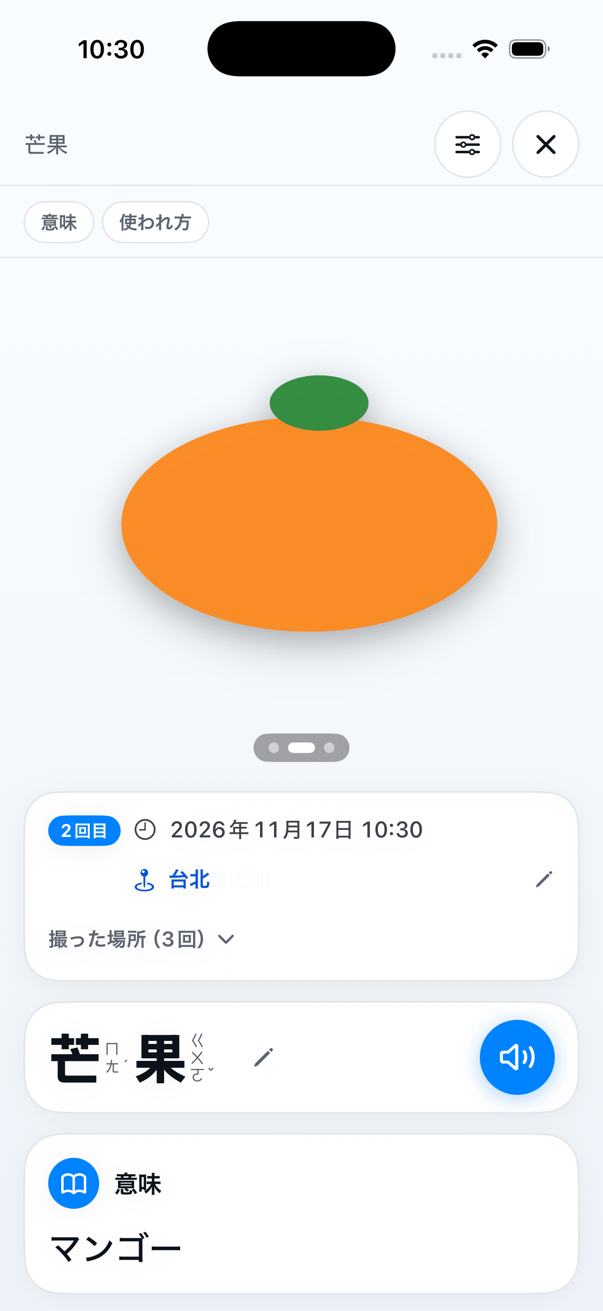 10:30
芒果
意味
使われ方
2回目
2026年11月17日 10:30
台北
撮った場所 (3回)
芒ㄇㄤˊ果ㄍㄨㄛˇ
意味
マンゴー